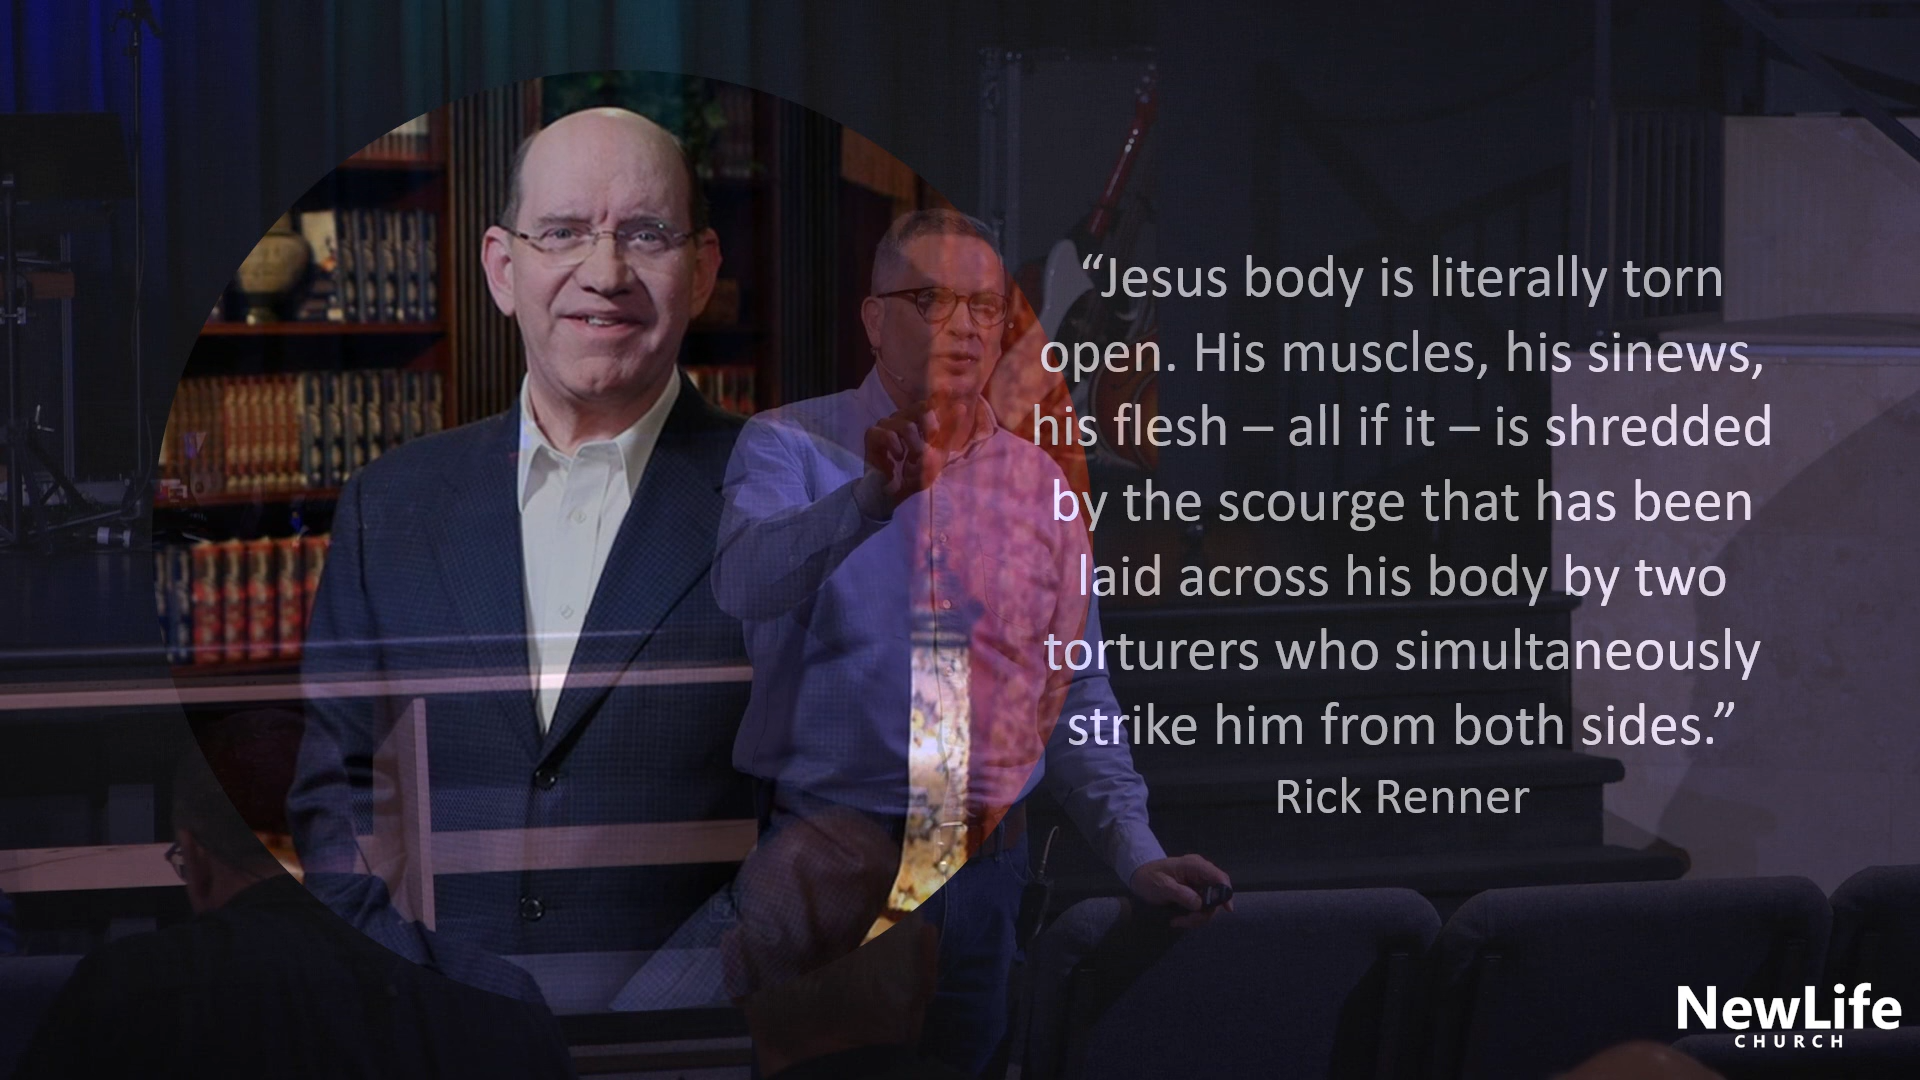 “Jesus body is literally torn
open. His muscles, his sinews,
his flesh – all if it – is shredded
by the scourge that has been
laid across his body by two
torturers who simultaneously
strike him from both sides.”
Rick Renner
NewLife
CHURCH